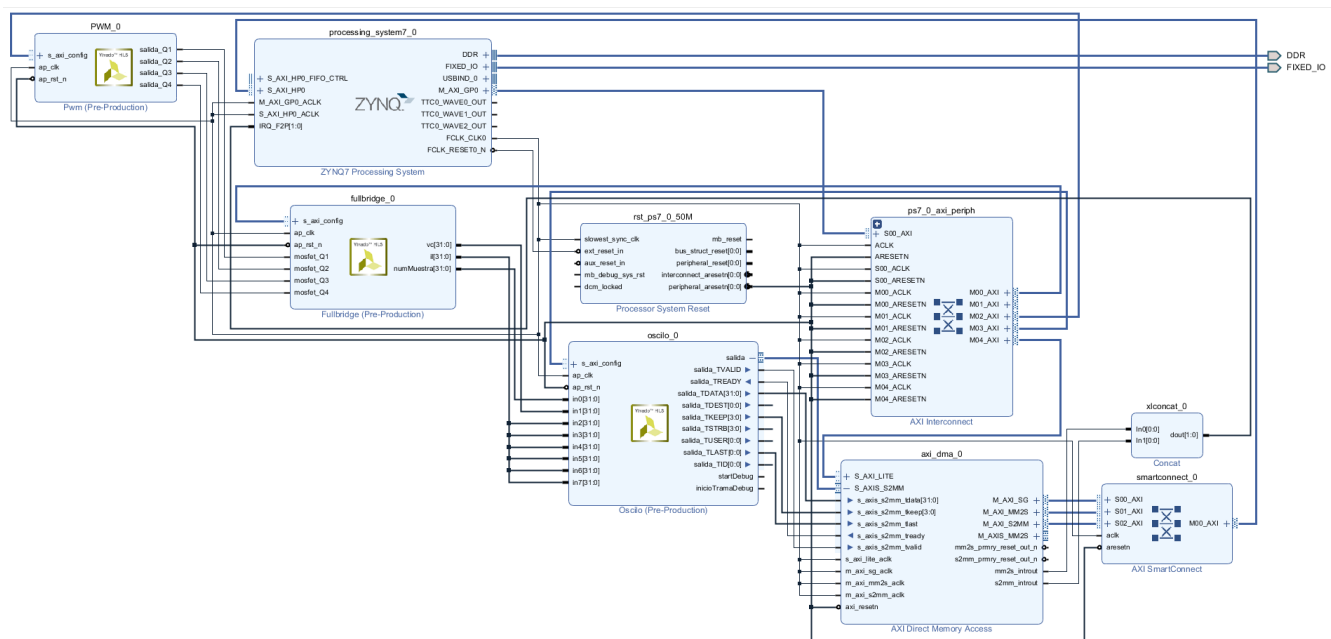 PWM_0
s_axi_config
ap_clk
ap_rst_n
Vivado™ HLS
salida_Q1
salida_Q2
salida_Q3
salida_Q4
Pwm (Pre-Production)
processing_system7_0
S_AXI_HP0_FIFO_CTRL
S_AXI_HP0
M_AXI_GP0_ACLK
S_AXI_HP0_ACLK
IRQ_F2P[1:0]
ZYNQ
DDR
FIXED_IO
USBIND_0
M_AXI_GP0
TTC0_WAVE0_OUT
TTC0_WAVE1_OUT
TTC0_WAVE2_OUT
FCLK_CLK0
FCLK_RESET0_N
ZYNQ7 Processing System
DDR
FIXED_IO
fullbridge_0
s_axi_config
ap_clk
ap_rst_n
mosfet_Q1
mosfet_Q2
mosfet_Q3
mosfet_Q4
Vivado™ HLS
vc[31:0]
il[31:0]
numMuestra[31:0]
Fullbridge (Pre-Production)
rst_ps7_0_50M
slowest_sync_clk
ext_reset_in
aux_reset_in
mb_debug_sys_rst
dcm_locked
mb_reset
bus_struct_reset[0:0]
peripheral_reset[0:0]
interconnect_aresetn[0:0]
peripheral_aresetn[0:0]
Processor System Reset
ps7_0_axi_periph
S00_AXI
ACLK
ARESETN
S00_ACLK
S00_ARESETN
M00_ACLK
M00_ARESETN
M01_ACLK
M01_ARESETN
M02_ACLK
M02_ARESETN
M03_ACLK
M03_ARESETN
M04_ACLK
M04_ARESETN
M00_AXI
M01_AXI
M02_AXI
M03_AXI
M04_AXI
AXI Interconnect
oscilo_0
s_axi_config
ap_clk
ap_rst_n
in0[31:0]
in1[31:0]
in2[31:0]
in3[31:0]
in4[31:0]
in5[31:0]
in6[31:0]
in7[31:0]
Vivado™ HLS
salida
salida_TVALID
salida_TREADY
salida_TDATA[31:0]
salida_TDEST[0:0]
salida_TKEEP[3:0]
salida_TSTRB[3:0]
salida_TUSER[0:0]
salida_TLAST[0:0]
salida_TID[0:0]
startDebug
inicioTramaDebug
Oscilo (Pre-Production)
xlconcat_0
In0[0:0]
In1[0:0]
dout[1:0]
Concat
axi_dma_0
S_AXI_LITE
S_AXIS_S2MM
s_axis_s2mm_tdata[31:0]
s_axis_s2mm_tkeep[3:0]
s_axis_s2mm_tlast
s_axis_s2mm_tready
s_axis_s2mm_tvalid
s_axi_lite_aclk
m_axi_sg_aclk
m_axi_mm2s_aclk
m_axi_s2mm_aclk
axi_resetn
M_AXI_SG
M_AXI_MM2S
M_AXI_S2MM
M_AXIS_MM2S
mm2s_prmry_reset_out_n
s2mm_prmry_reset_out_n
mm2s_introut
s2mm_introut
AXI Direct Memory Access
smartconnect_0
S00_AXI
S01_AXI
S02_AXI
aclk
aresetn
M00_AXI
AXI SmartConnect